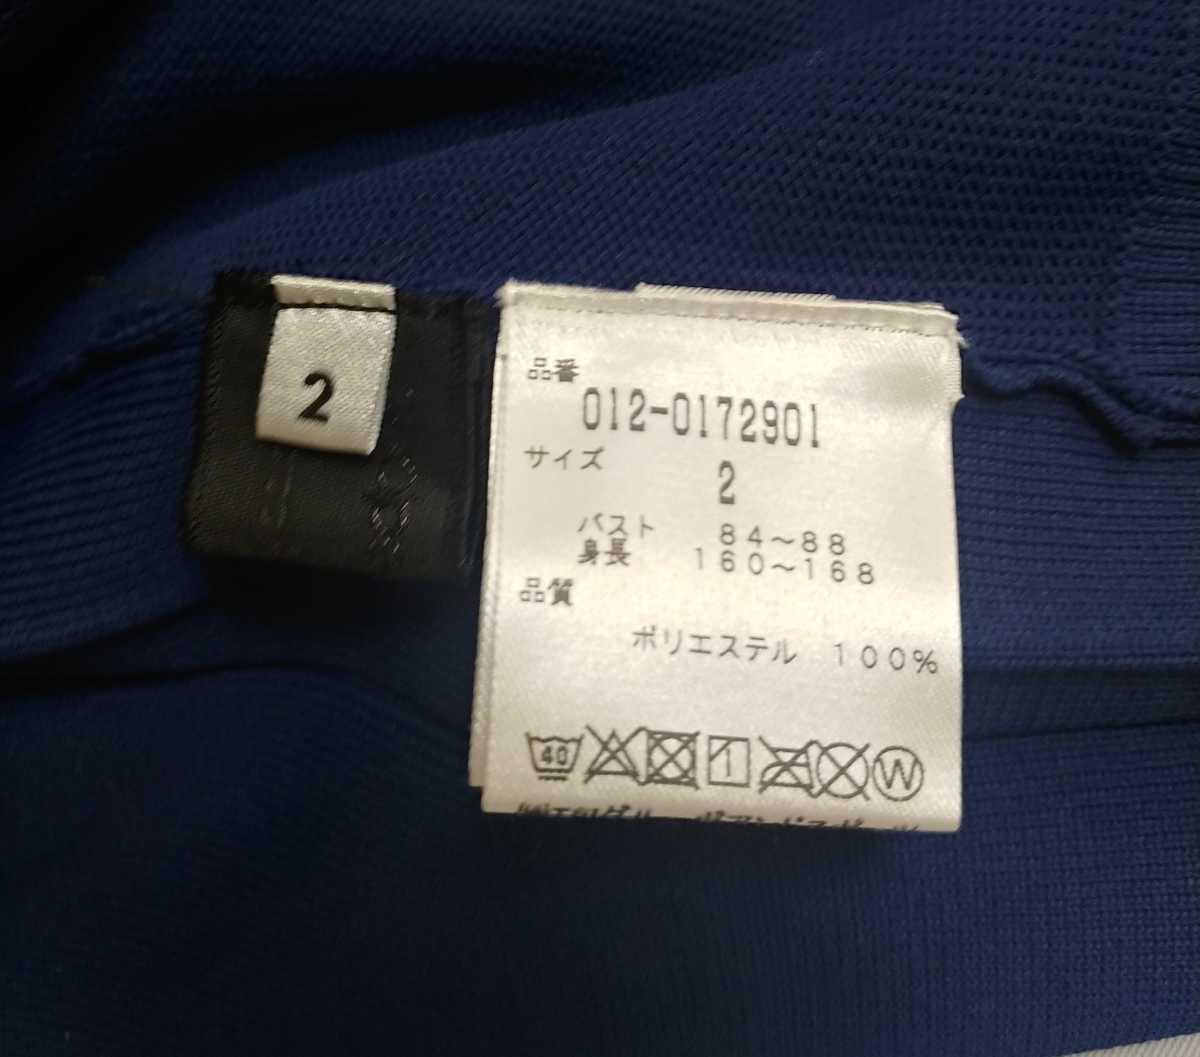 2
品番
012-0172901
サイズ
2
バスト 84～88
身長 160～168
品質
ポリエステル 100%
40
W